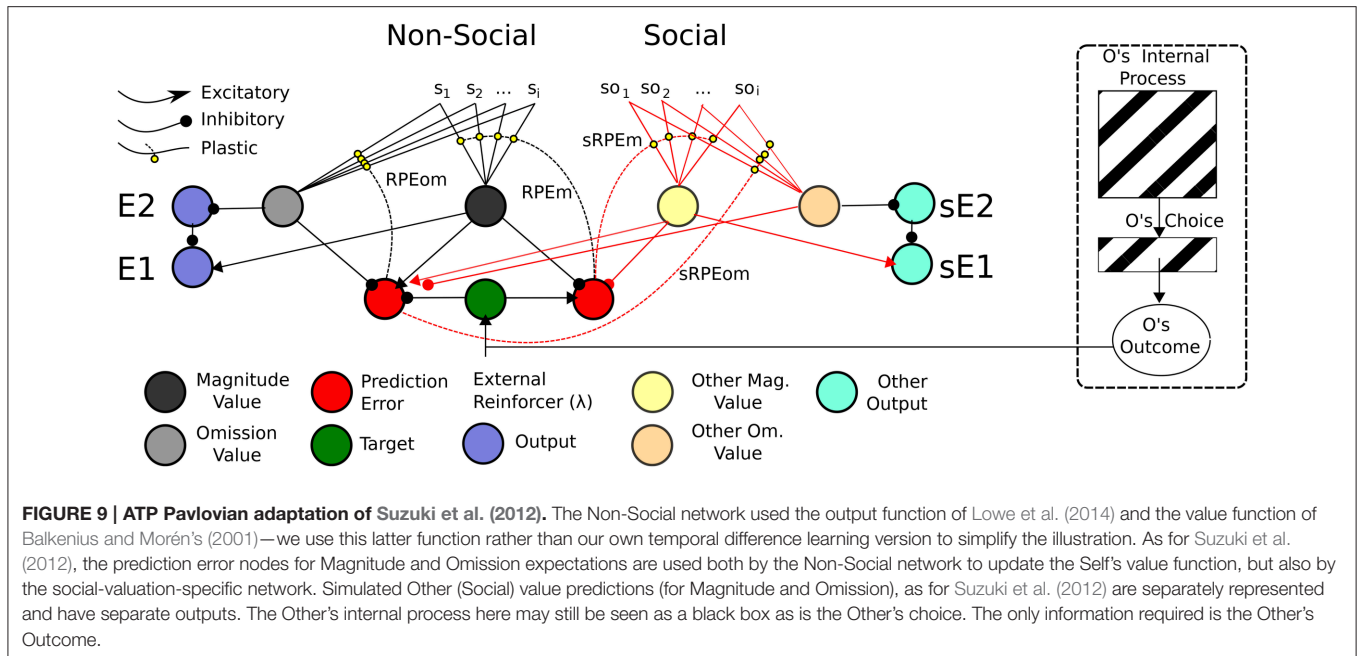 Non-Social
Social
Excitatory
Inhibitory
Plastic
s1 s2 ... si
so1 so2 ... soi
sRPEm
RPEom
RPEm
E2
E1
sE2
sE1
sRPEom
O's Internal
Process
O's Choice
O's
Outcome
Magnitude
Value
Prediction
Error
External
Reinforcer (λ)
Other Mag.
Value
Other
Output
Omission
Value
Target
Output
Other Om.
Value
FIGURE 9 | ATP Pavlovian adaptation of Suzuki et al. (2012). The Non-Social network used the output function of Lowe et al. (2014) and the value function of
Balkenius and Morén's (2001)—we use this latter function rather than our own temporal difference learning version to simplify the illustration. As for Suzuki et al.
(2012), the prediction error nodes for Magnitude and Omission expectations are used both by the Non-Social network to update the Self's value function, but also by
the social-valuation-specific network. Simulated Other (Social) value predictions (for Magnitude and Omission), as for Suzuki et al. (2012) are separately represented
and have separate outputs. The Other's internal process here may still be seen as a black box as is the Other's choice. The only information required is the Other's
Outcome.